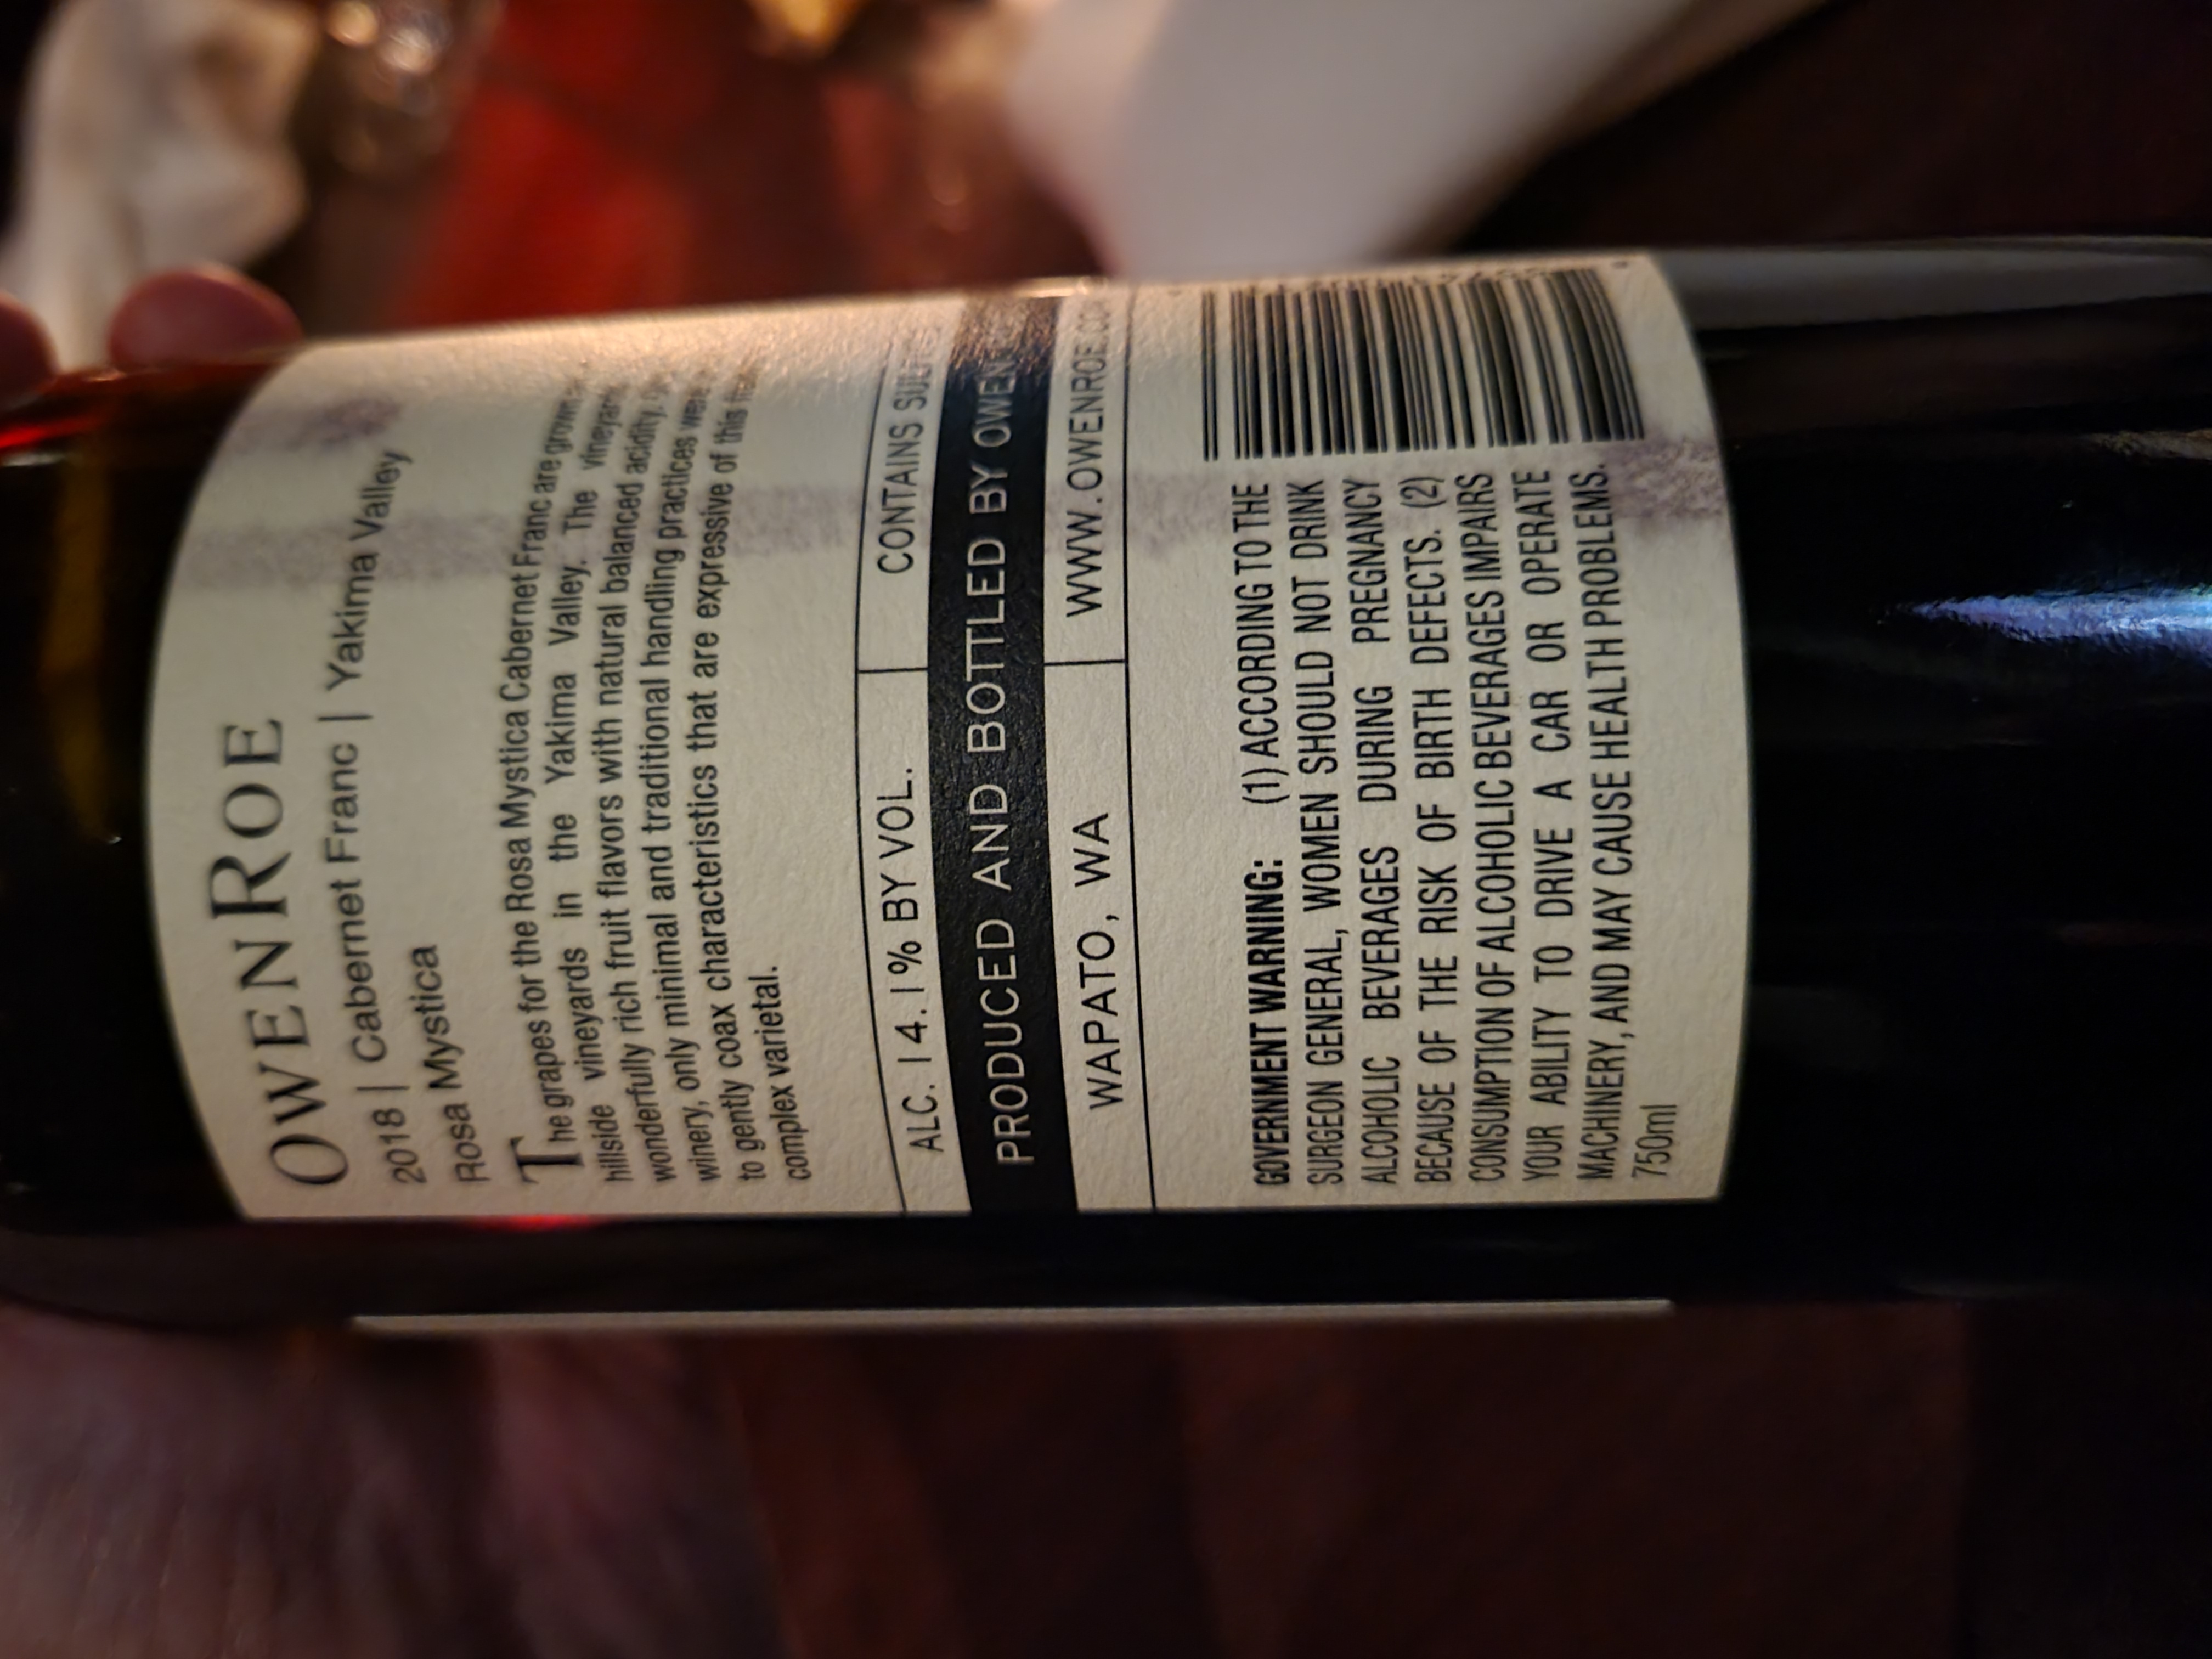 OWENROE
2018 | Cabernet Franc | Yakima Valley
Rosa Mystica
The grapes for the Rosa Mystica Cabernet Franc are grown
hillside vineyards in the Yakima Valley. The vineyards
wonderfully rich fruit flavors with natural balanced acidity.
winery, only minimal and traditional handling practices were
to gently coax characteristics that are expressive of this
complex varietal.
ALC. 14.1% BY VOL. CONTAINS
PRODUCED AND BOTTLED BY OWEN
WAPATO, WA WWW.OWENROE.CO
GOVERNMENT WARNING: (1) ACCORDING TO THE
SURGEON GENERAL, WOMEN SHOULD NOT DRINK
ALCOHOLIC BEVERAGES DURING PREGNANCY
BECAUSE OF THE RISK OF BIRTH DEFECTS. (2)
CONSUMPTION OF ALCOHOLIC BEVERAGES IMPAIRS
YOUR ABILITY TO DRIVE A CAR OR OPERATE
MACHINERY, AND MAY CAUSE HEALTH PROBLEMS.
750ml